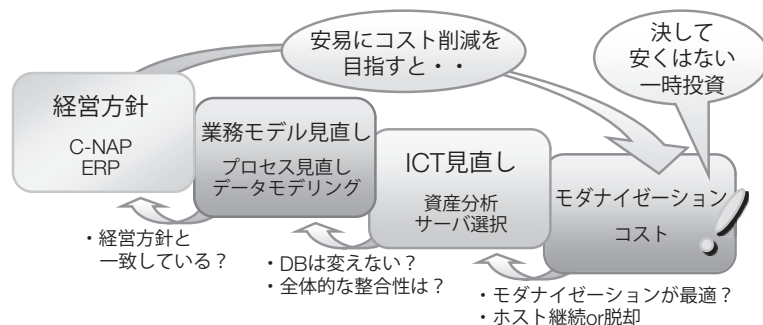 安易にコスト削減を
目指すと・・
決して
安くはない
一時投資
経営方針
C-NAP
ERP
業務モデル見直し
プロセス見直し
データモデリング
ICT見直し
資産分析
サーバ選択
モダナイゼーション
コスト
!
・経営方針と
一致している？
・DBは変えない？
・全体的な整合性は？
・モダナイゼーションが最適？
・ホスト継続or脱却